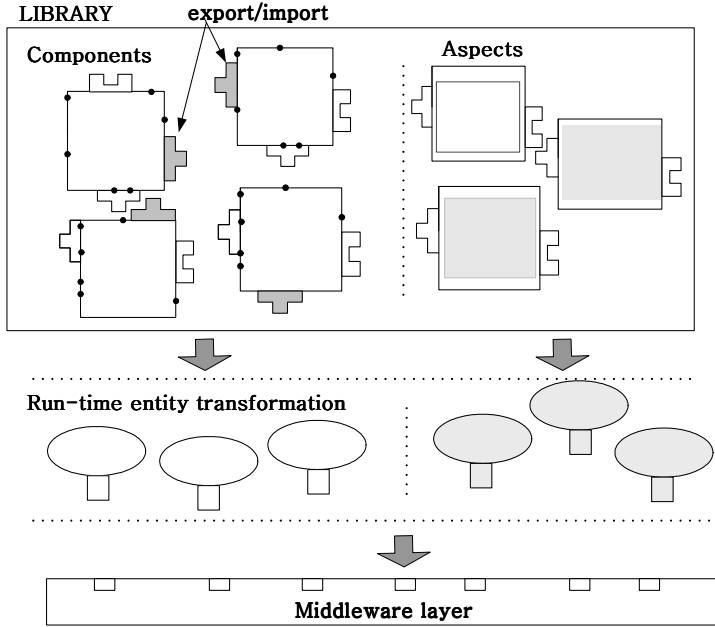 LIBRARY
export/import
Components
Aspects
Run-time entity transformation
Middleware layer